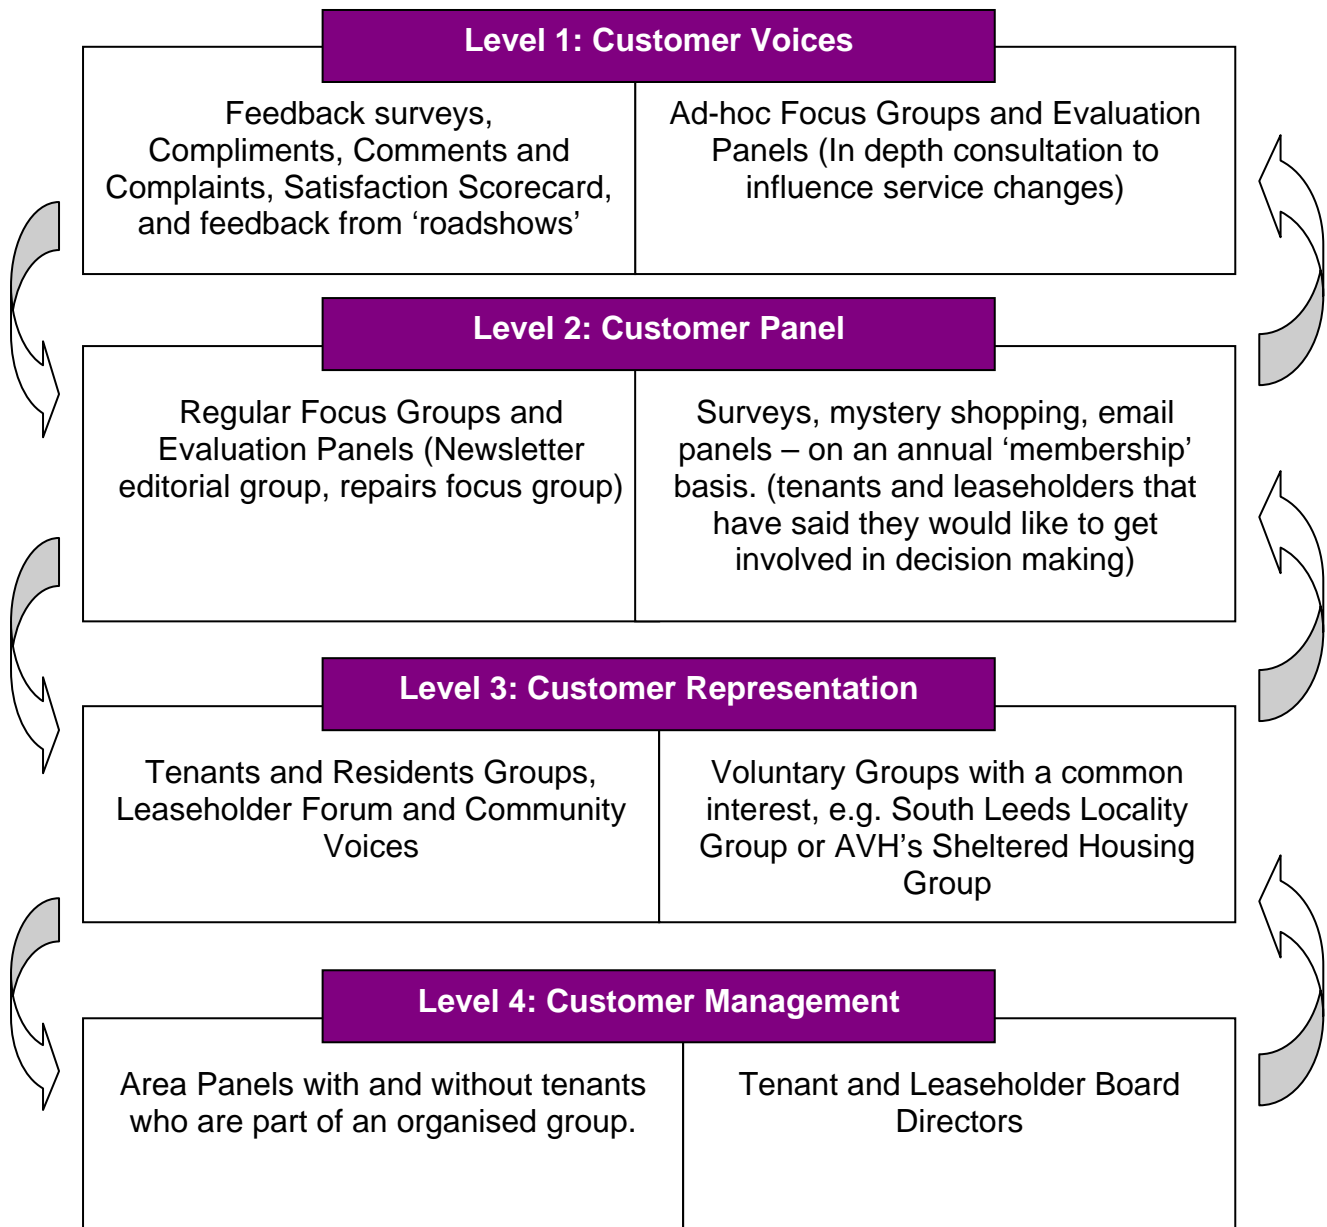 Level 1: Customer Voices
Feedback surveys,
Compliments, Comments and
Complaints, Satisfaction Scorecard,
and feedback from ‘roadshows’
Ad-hoc Focus Groups and Evaluation
Panels (In depth consultation to
influence service changes)
Level 2: Customer Panel
Regular Focus Groups and
Evaluation Panels (Newsletter
editorial group, repairs focus group)
Surveys, mystery shopping, email
panels – on an annual ‘membership’
basis. (tenants and leaseholders that
have said they would like to get
involved in decision making)
Level 3: Customer Representation
Tenants and Residents Groups,
Leaseholder Forum and Community
Voices
Voluntary Groups with a common
interest, e.g. South Leeds Locality
Group or AVH’s Sheltered Housing
Group
Level 4: Customer Management
Area Panels with and without tenants
who are part of an organised group.
Tenant and Leaseholder Board
Directors